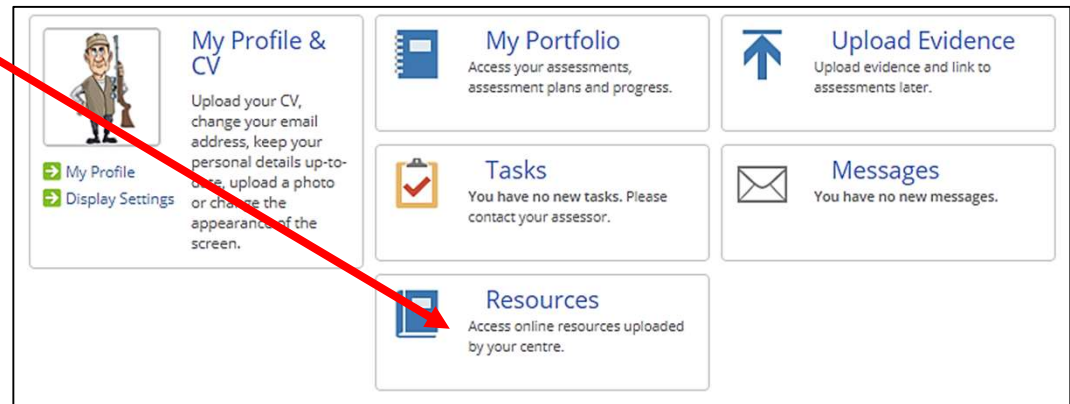 My Profile &
CV
Upload your CV,
change your email
address, keep your
personal details up-to-
date, upload a photo
or change the
appearance of the
screen.
My Profile
Display Settings
My Portfolio
Access your assessments,
assessment plans and progress.
Upload Evidence
Upload evidence and link to
assessments later.
Tasks
You have no new tasks. Please
contact your assessor.
Messages
You have no new messages.
Resources
Access online resources uploaded
by your centre.